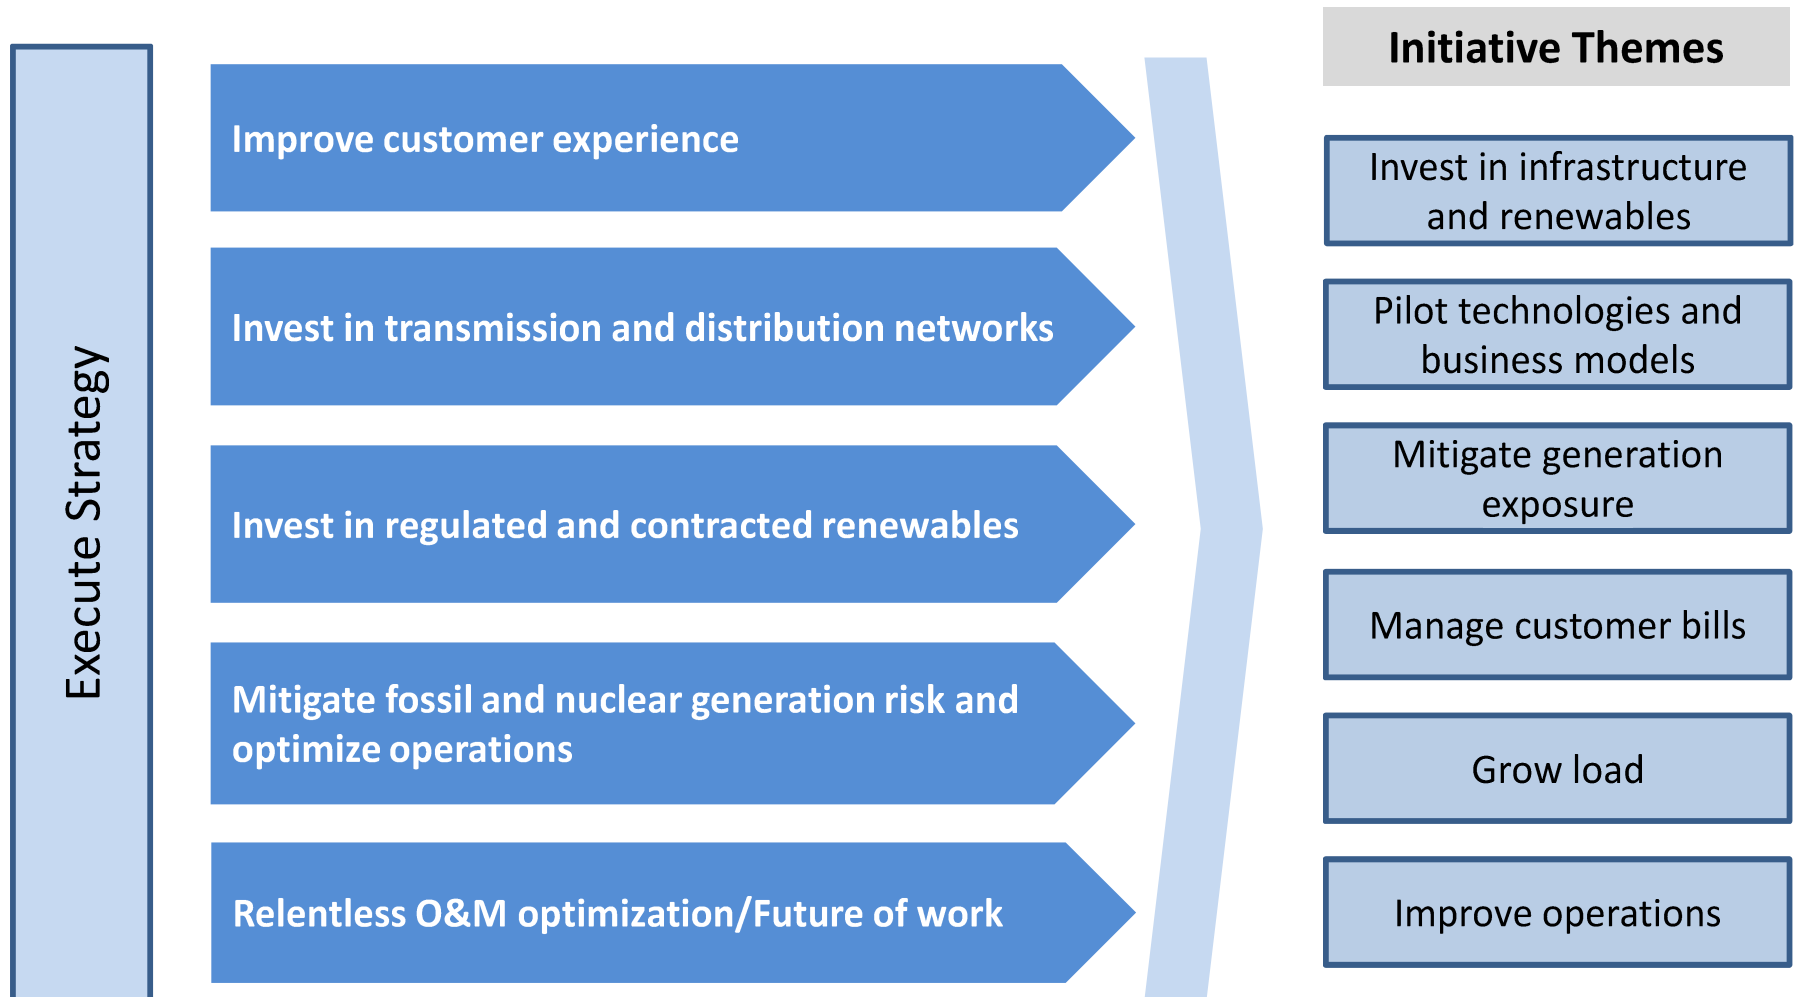 Execute Strategy
Improve customer experience
Invest in transmission and distribution networks
Invest in regulated and contracted renewables
Mitigate fossil and nuclear generation risk and
optimize operations
Relentless O&M optimization/Future of work
Initiative Themes
Invest in infrastructure
and renewables
Pilot technologies and
business models
Mitigate generation
exposure
Manage customer bills
Grow load
Improve operations